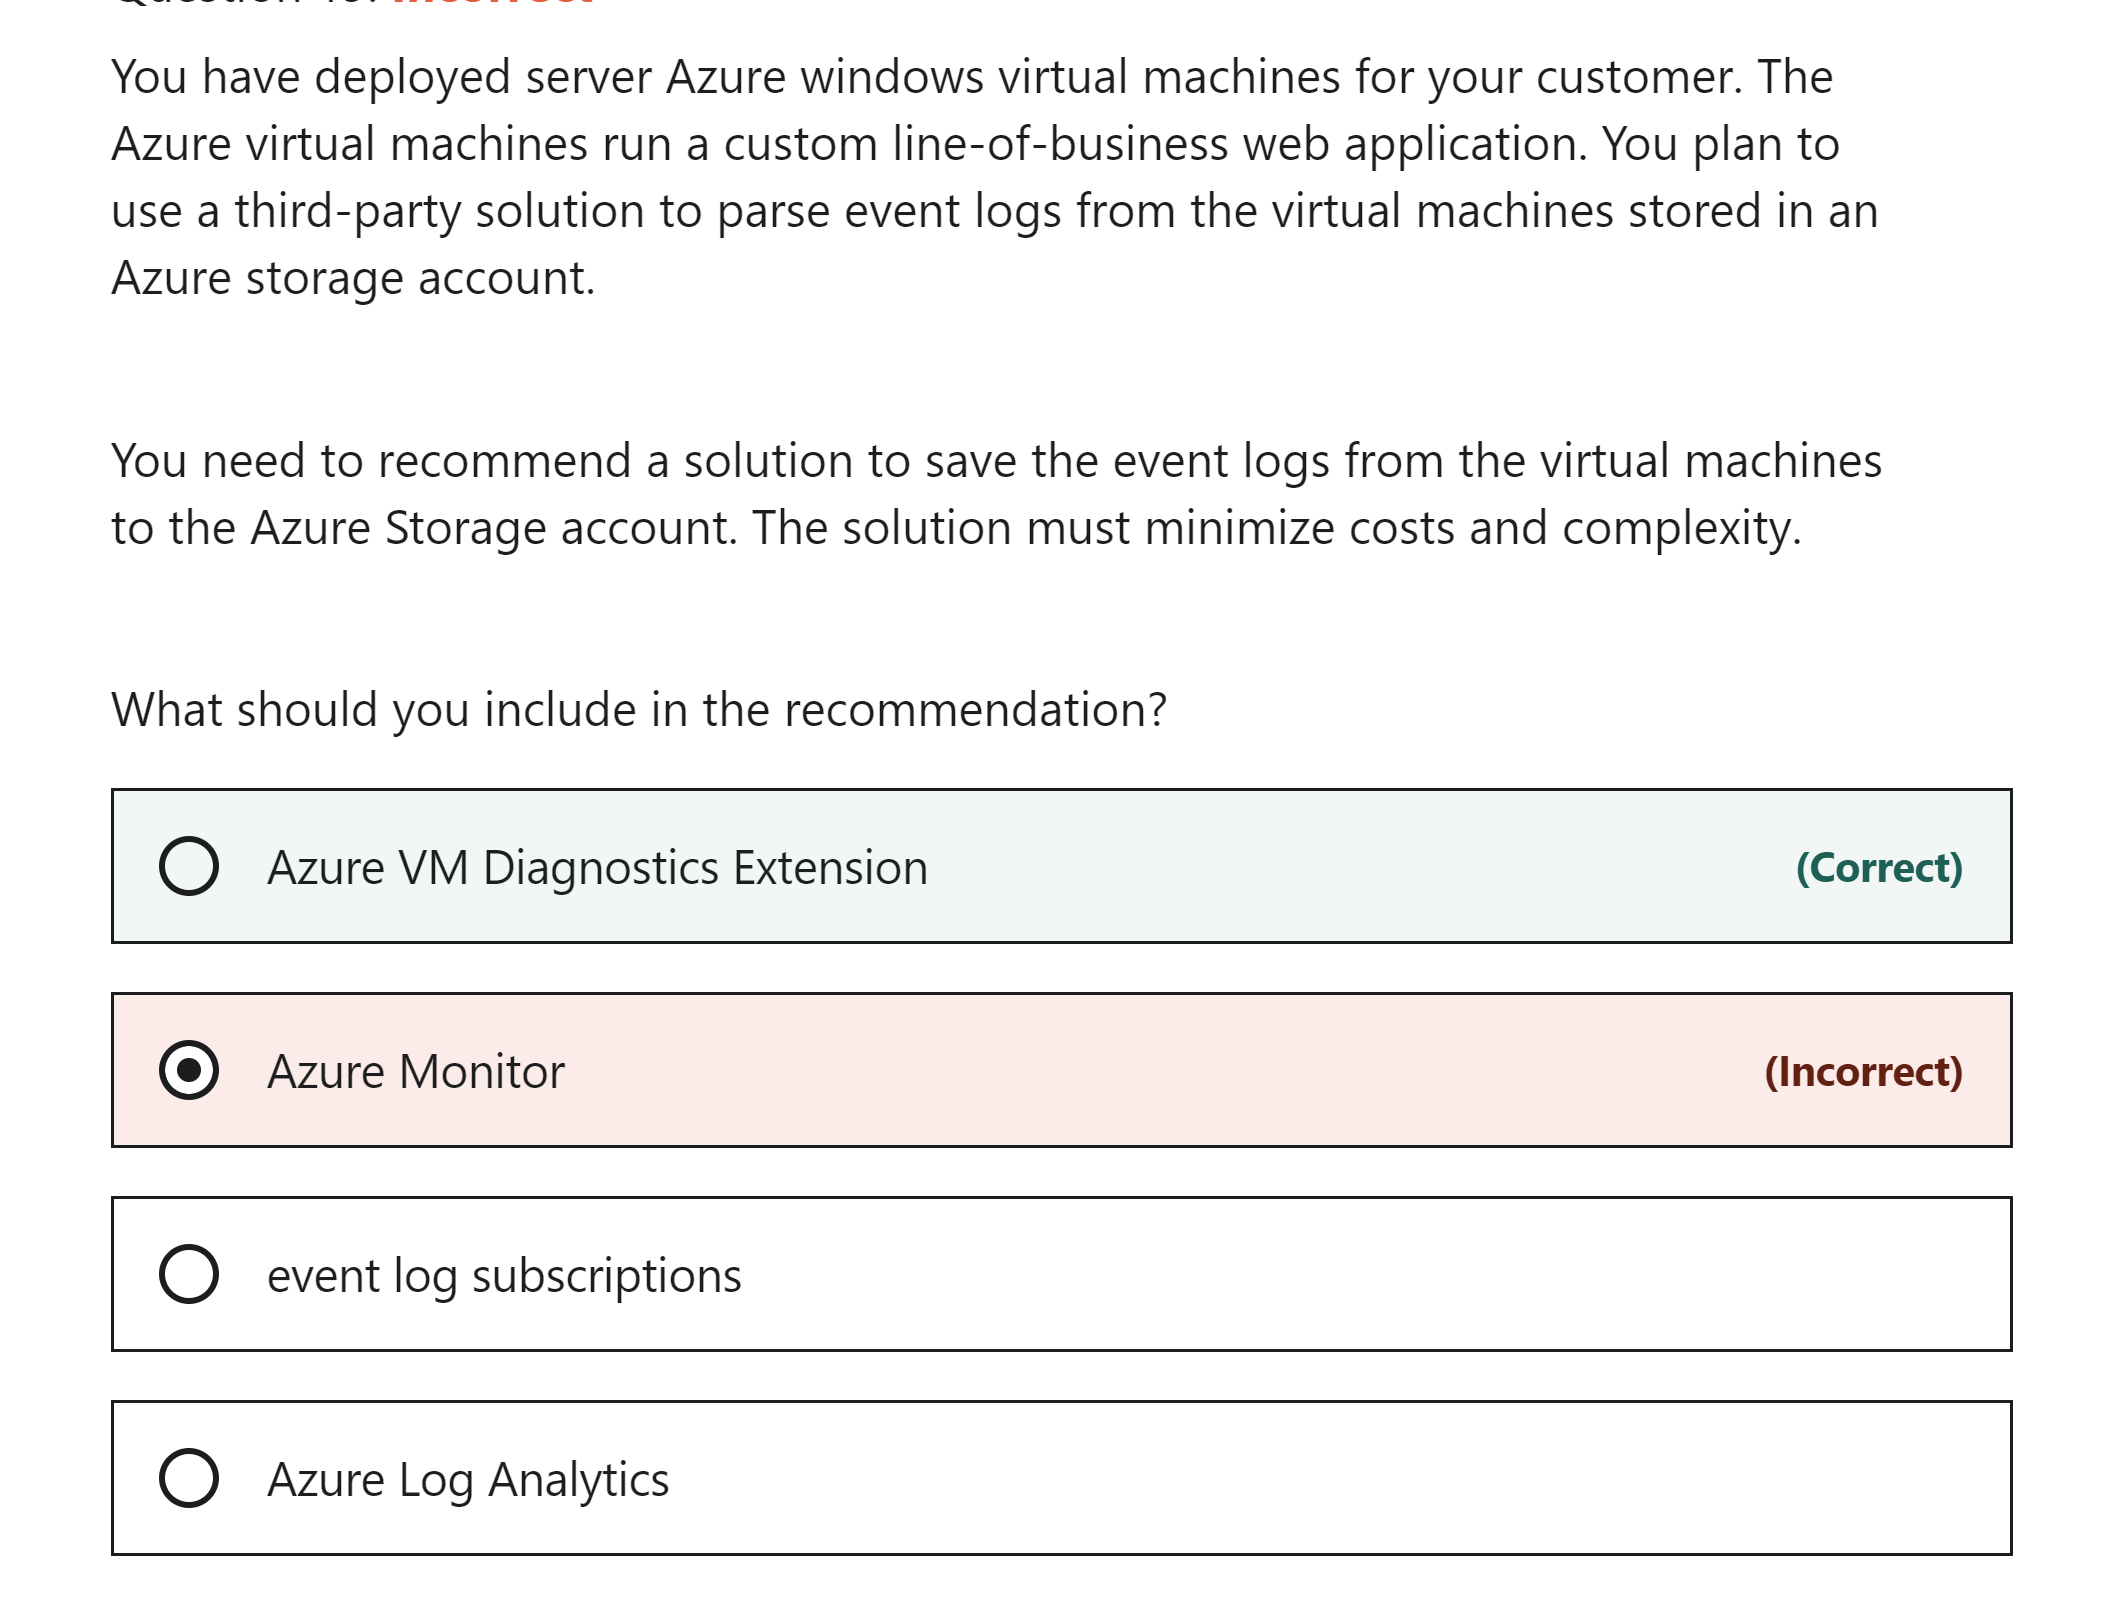 You have deployed server Azure windows virtual machines for your customer. The
Azure virtual machines run a custom line-of-business web application. You plan to
use a third-party solution to parse event logs from the virtual machines stored in an
Azure storage account.
You need to recommend a solution to save the event logs from the virtual machines
to the Azure Storage account. The solution must minimize costs and complexity.
What should you include in the recommendation?
Azure VM Diagnostics Extension (Correct)
Azure Monitor (Incorrect)
event log subscriptions
Azure Log Analytics